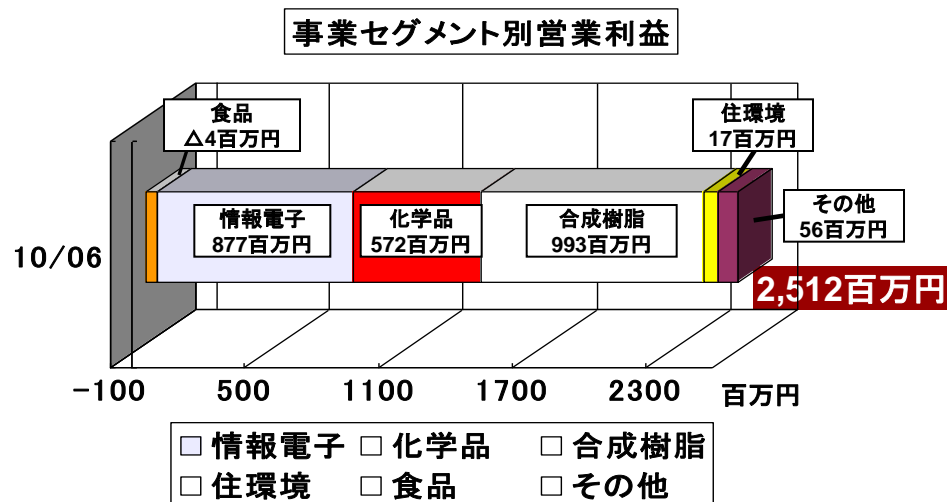 事業セグメント別営業利益
食品
△4百万円
住環境
17百万円
情報電子
877百万円
化学品
572百万円
合成樹脂
993百万円
その他
56百万円
10/06
2,512百万円
-100 500 1100 1700 2300 百万円
情報電子 化学品 合成樹脂
住環境 食品 その他